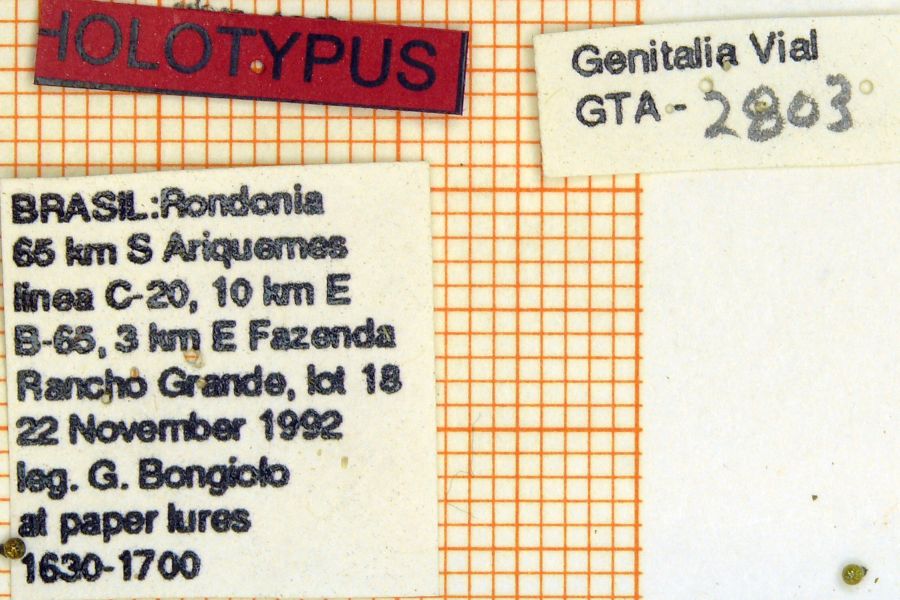 HOLOTYPUS
Genitalia Vial
GTA - 2803
BRASIL:Rondonia
65 km S Ariquemes
linea C-20, 10 km E
B-65, 3 km E Fazenda
Rancho Grande, lot 18
22 November 1992
leg. G. Bongiolo
at paper lures
1630-1700